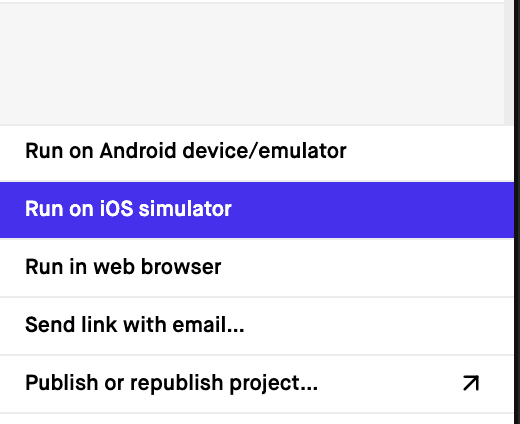 Run on Android device/emulator
Run on iOS simulator
Run in web browser
Send link with email...
Publish or republish project...